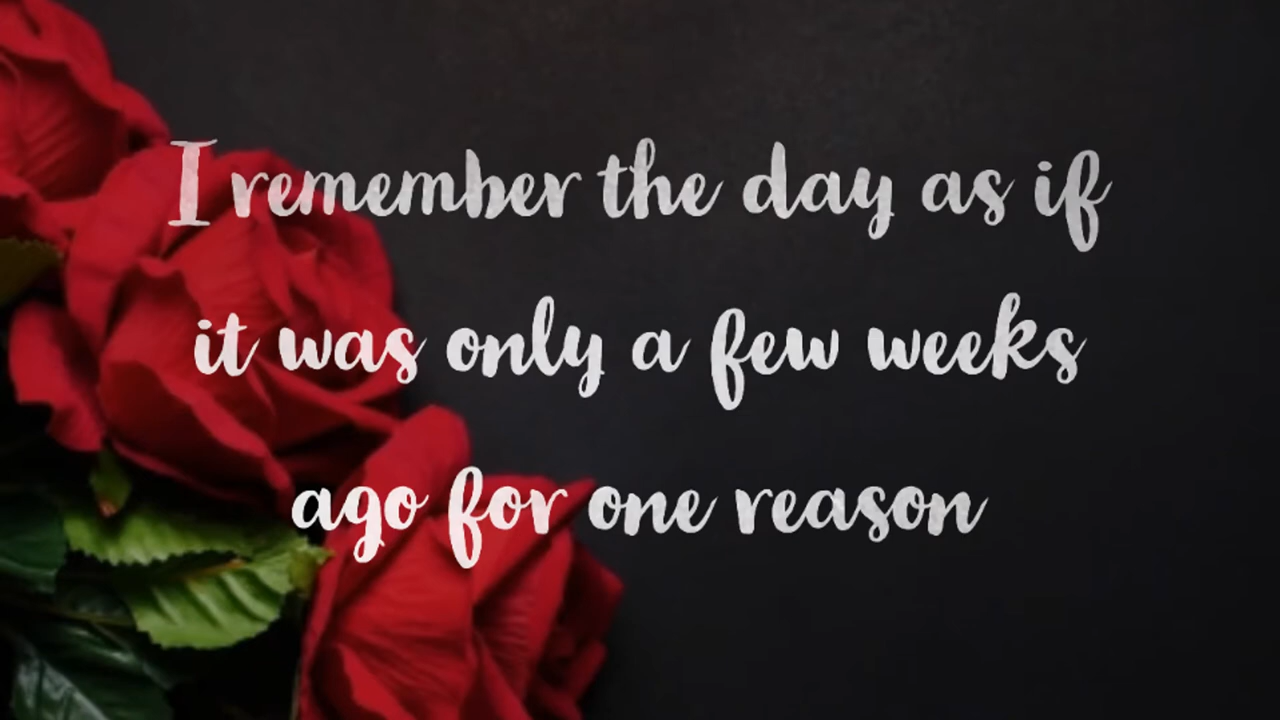 I remember the day as if
it was only a few weeks
ago for one reason